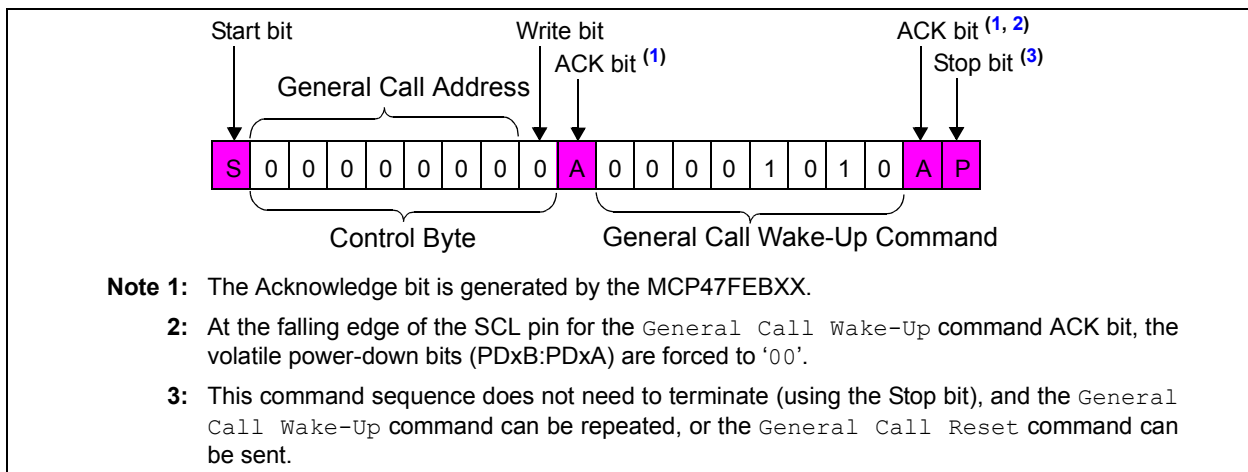 Start bit Write bit ACK bit (1, 2)
ACK bit (1) Stop bit (3)
General Call Address
S 0 0 0 0 0 0 0 0 A 0 0 0 0 1 0 1 0 A P
Control Byte General Call Wake-Up Command
Note 1: The Acknowledge bit is generated by the MCP47FEBXX.
2: At the falling edge of the SCL pin for the General Call Wake-Up command ACK bit, the
volatile power-down bits (PDxB:PDxA) are forced to ‘00’.
3: This command sequence does not need to terminate (using the Stop bit), and the General
Call Wake-Up command can be repeated, or the General Call Reset command can
be sent.